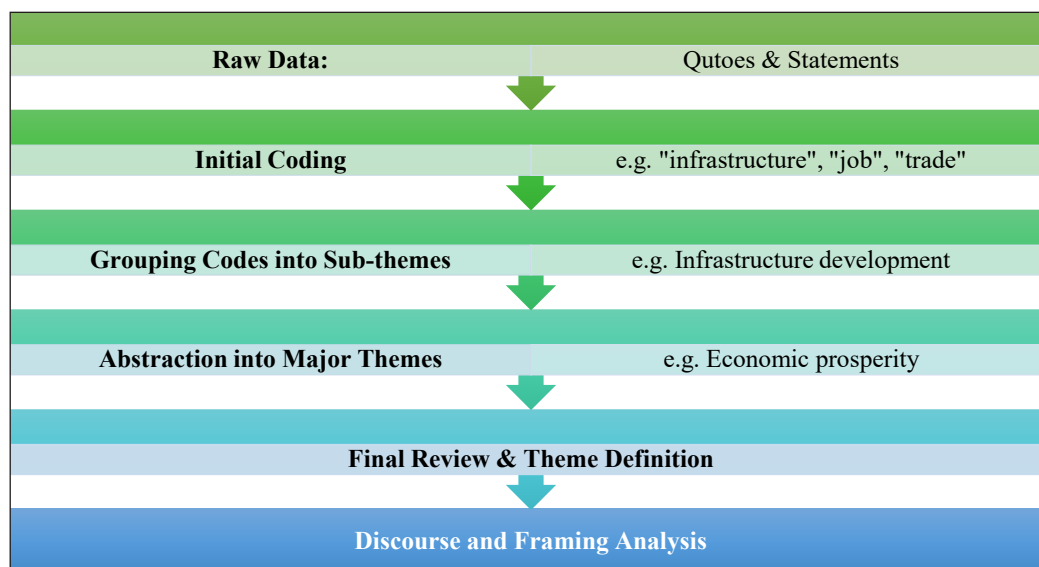 Raw Data: Qutoes & Statements
Initial Coding e.g. "infrastructure", "job", "trade"
Grouping Codes into Sub-themes e.g. Infrastructure development
Abstraction into Major Themes e.g. Economic prosperity
Final Review & Theme Definition
Discourse and Framing Analysis